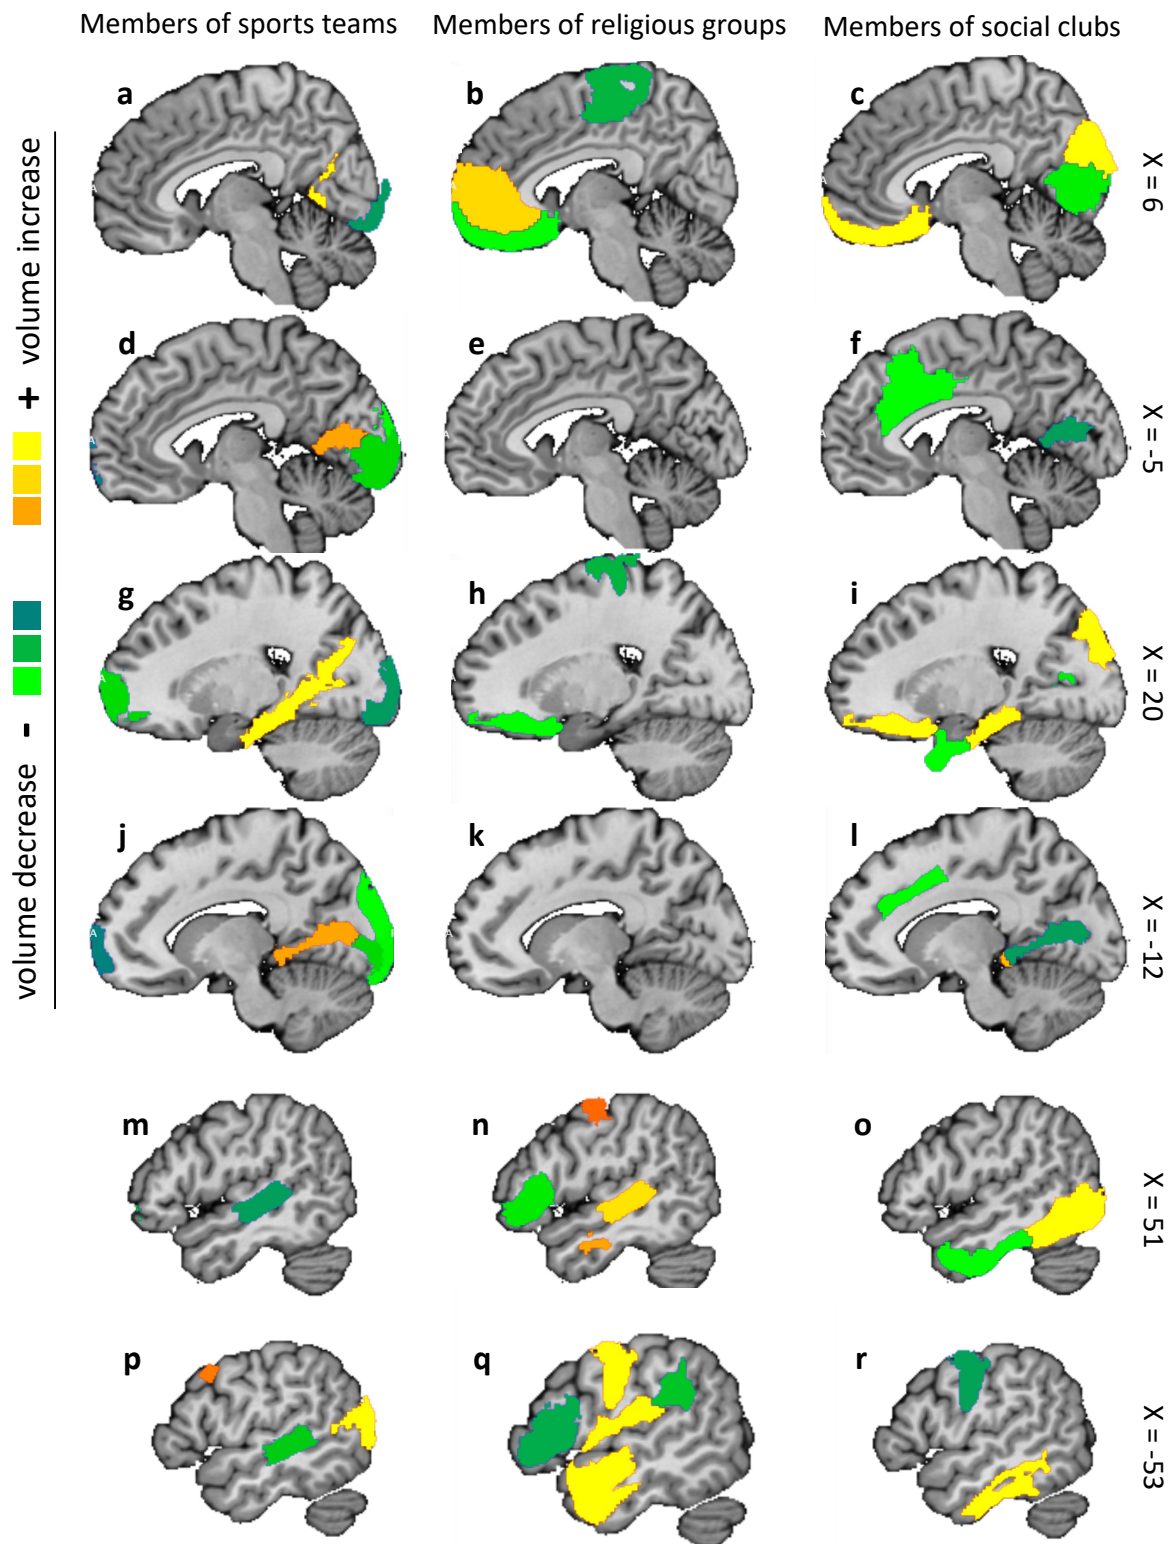 Members of sports teams Members of religious groups Members of social clubs
a b c X = 6
d e f X = -5
g h i X = 20
j k l X = -12
m n o X = 51
p q r X = -53
volume decrease - + volume increase